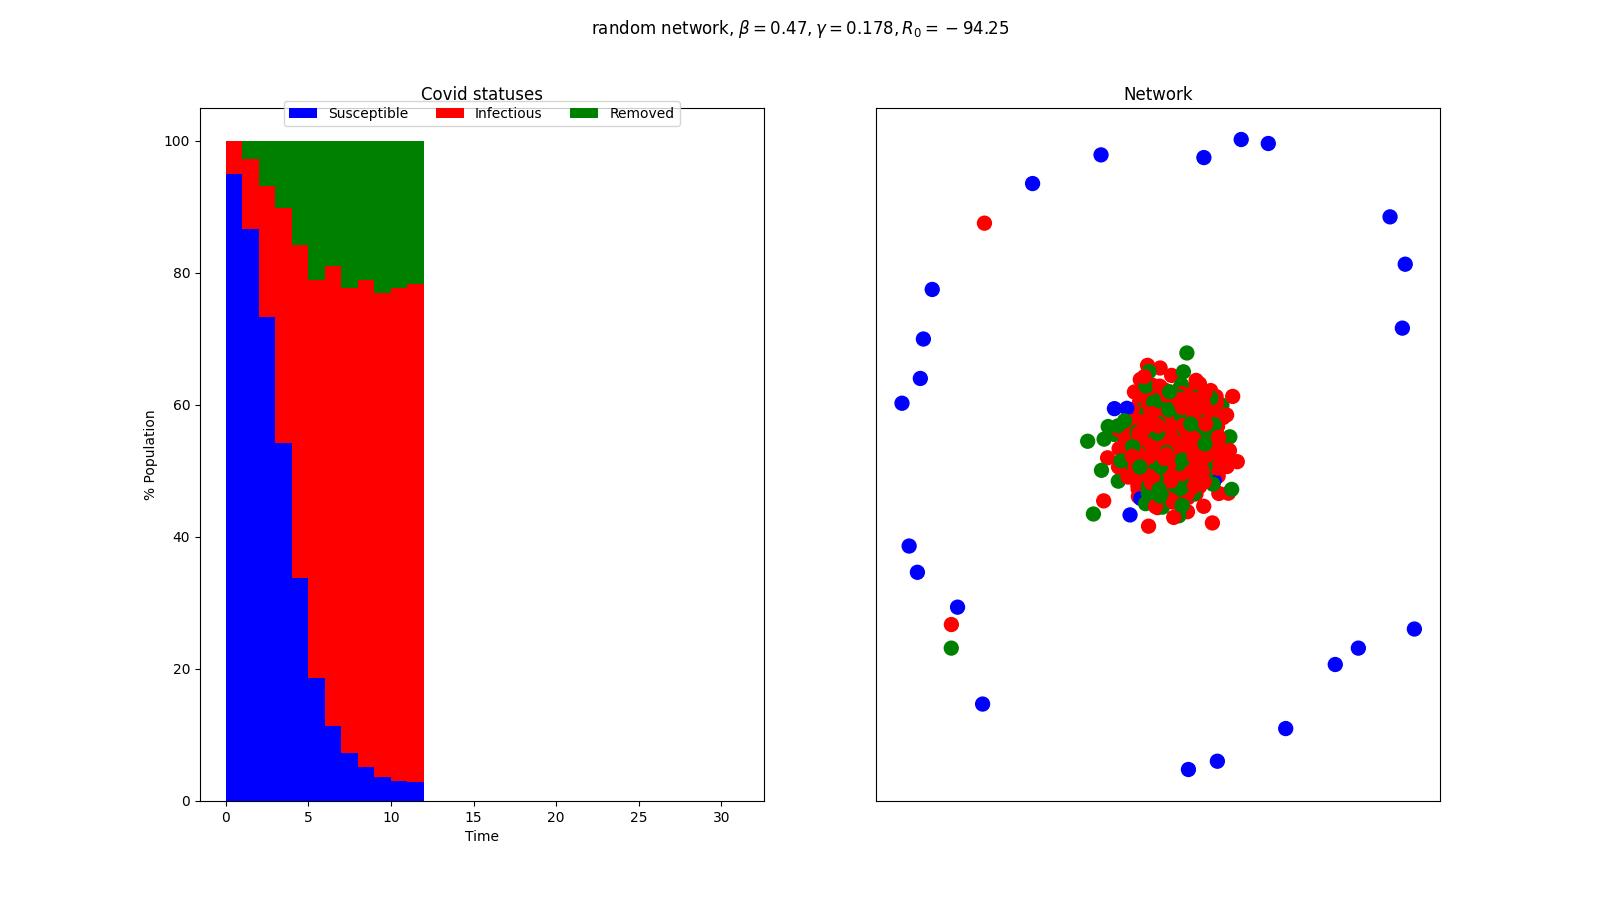 random network, β = 0.47, γ = 0.178, R₀ = − 94.25
Covid statuses
Susceptible Infectious Removed
100
80
60
40
20
0
% Population
0 5 10 15 20 25 30
Time
Network